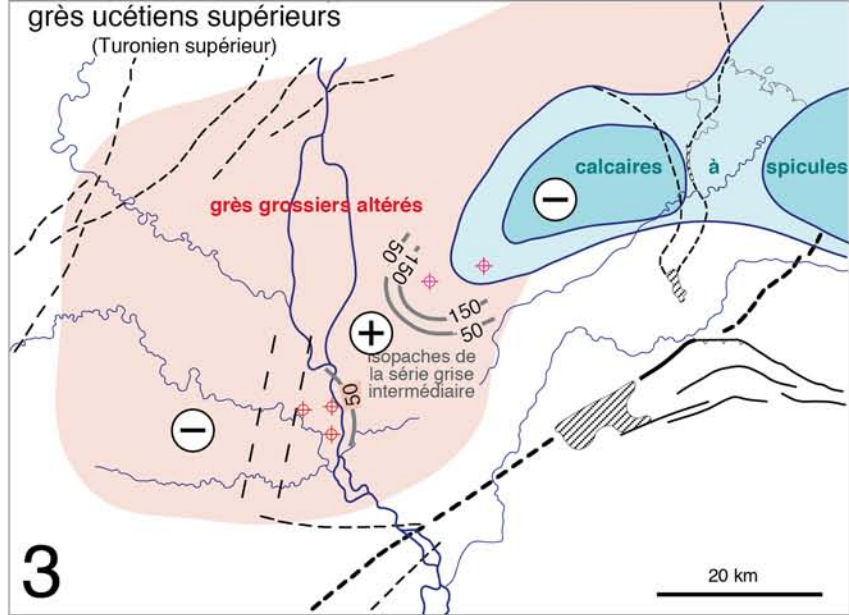 grès ucétiens supérieurs
(Turonien supérieur)
calcaires à spicules
grès grossiers altérés
50
150
150
50
isopaches de
la série grise
intermédiaire
50
3
20 km